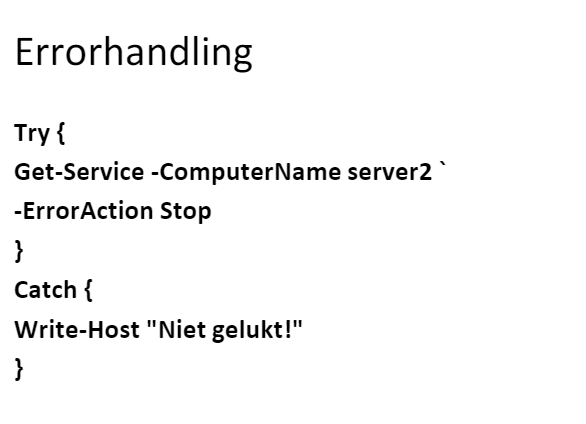 Errorhandling
Try {
Get-Service -ComputerName server2 `
-ErrorAction Stop
}
Catch {
Write-Host "Niet gelukt!"
}